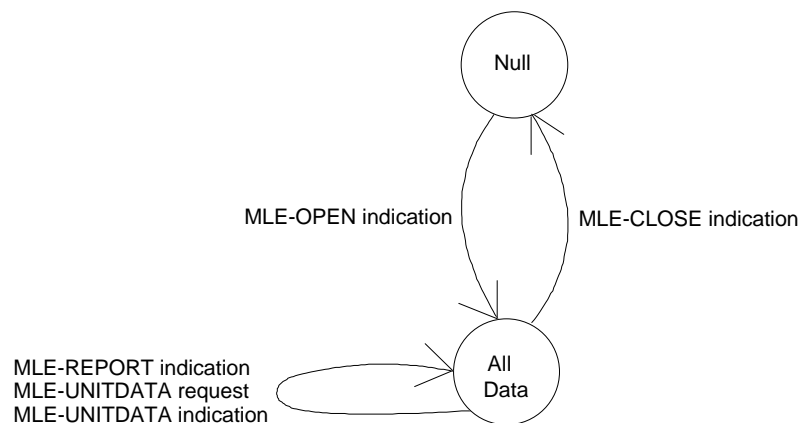 Null
MLE-OPEN indication
MLE-CLOSE indication
All
Data
MLE-REPORT indication
MLE-UNITDATA request
MLE-UNITDATA indication